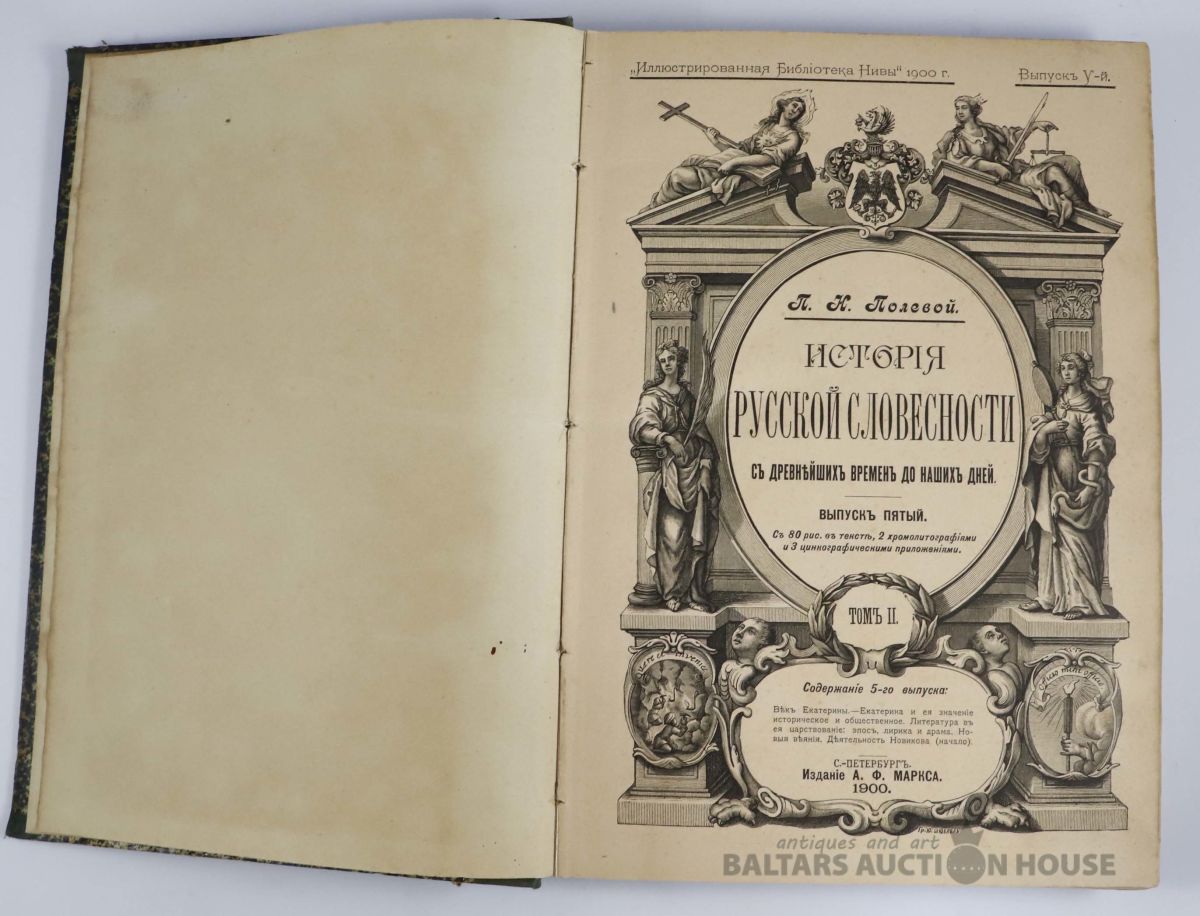 „Иллюстрированная Библіотека Нивы“ 1900 г.
Выпускъ V-й.
П. Н. Полевой.
ИСТОРІЯ
РУССКОЙ СЛОВЕСНОСТИ
СЪ ДРЕВНѢЙШИХЪ ВРЕМЕНЪ ДО НАШИХЪ ДНЕЙ.
ВЫПУСКЪ ПЯТЫЙ.
Съ 80 рис. въ текстѣ, 2 хромолитографіями
и 3 цинкографическими приложеніями.
ТОМЪ II.
Содержаніе 5-го выпуска:
Вѣкъ Екатерины.—Екатерина и ея значеніе
историческое и общественное. Литература въ
ея царствованіе: эпосъ, лирика и драма. Но-
выя вѣянія. Дѣятельность Новикова (начало).
С.-ПЕТЕРБУРГЪ.
Изданіе А. Ф. МАРКСА.
1900.
antiques and art
BALTARS AUCTION HOUSE